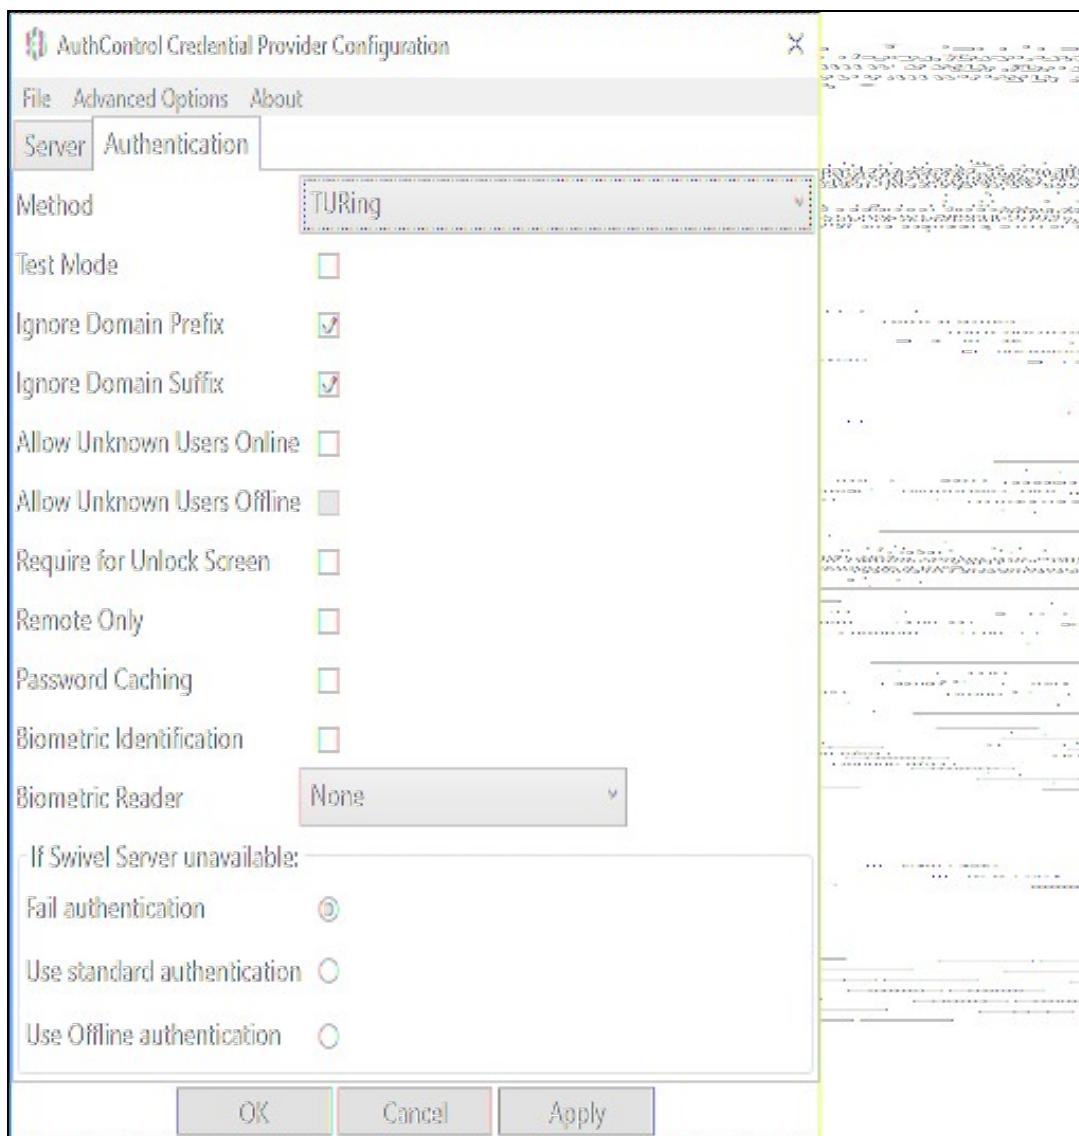 AuthControl Credential Provider Configuration
File Advanced Options About
Server Authentication
Method TURing
Test Mode
Ignore Domain Prefix
Ignore Domain Suffix
Allow Unknown Users Online
Allow Unknown Users Offline
Require for Unlock Screen
Remote Only
Password Caching
Biometric Identification
Biometric Reader None
If Swivel Server unavailable:
Fail authentication
Use standard authentication
Use Offline authentication
OK Cancel Apply